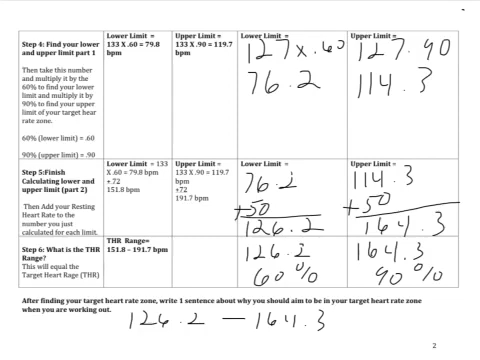 Step 4: Find your lower and upper limit part 1
Then take this number and multiply it by the 60% to find your lower limit and multiply it by 90% to find your upper limit of your target hear rate zone.
60% (lower limit) = .60
90% (upper limit) = .90
Lower Limit =
133 X .60 = 79.8
bpm
Upper Limit =
133 X .90 = 119.7
bpm
Lower Limit =
127 x .60
76.2
Upper Limit =
127.90
114.3
Step 5:Finish
Calculating lower and
upper limit (part 2)
Then Add your Resting
Heart Rate to the
number you just
calculated for each limit.
Lower Limit = 133
X .60 = 79.8 bpm
+.72
151.8 bpm
Upper Limit =
133 X .90 = 119.7
bpm
+72
191.7 bpm
Lower Limit =
76.2
+50
126.2
Upper Limit =
114.3
+50
164.3
Step 6: What is the THR
Range?
This will equal the
Target Heart Rage (THR)
THR Range=
151.8 – 191.7 bpm
126.2
60%
164.3
90%
After finding your target heart rate zone, write 1 sentence about why you should aim to be in your target heart rate zone
when you are working out.
126.2 — 164.3
2